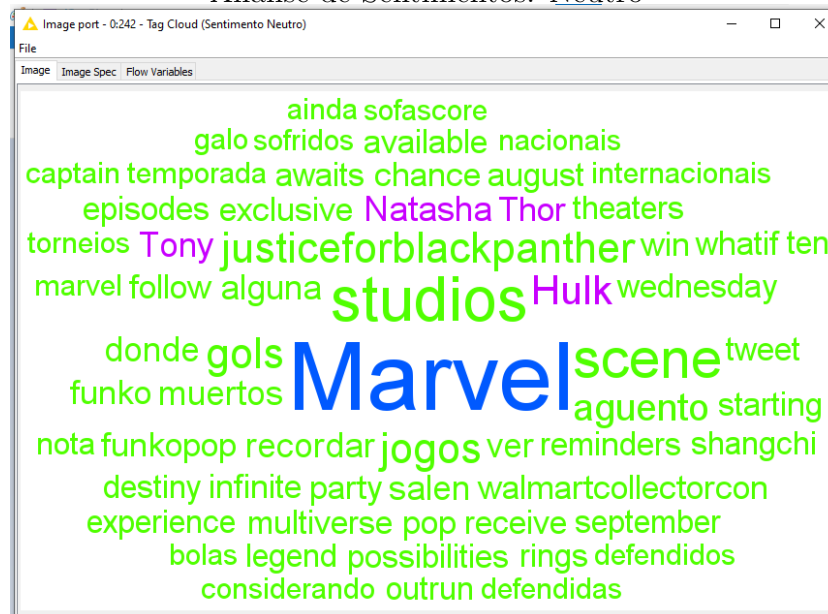 Análise de Sentimentos: Neutro
Image port - 0:242 - Tag Cloud (Sentimento Neutro)
File
Image Image Spec Flow Variables
ainda sofascore
galo sofridos available nacionais
captain temporada awaits chance august internacionais
episodes exclusive Natasha Thor theaters
torneios Tony justiceforblackpanther win whatif ten
marvel follow alguna studios Hulk wednesday
donde gols Marvel scene tweet
funko muertos aguento starting
nota funkopop recordar jogos ver reminders shangchi
destiny infinite party salen walmartcollectorcon
experience multiverse pop receive september
bolas legend possibilities rings defendidos
considerando outrun defendidas